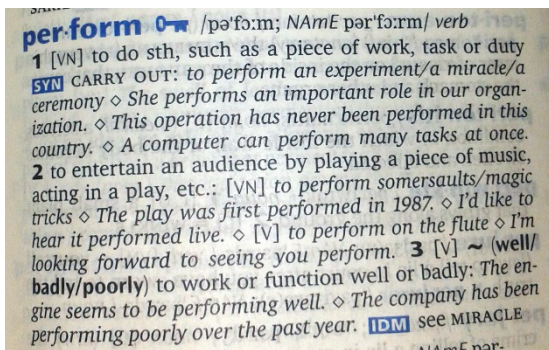 per·form /pəˈfɔːm; NAmE pərˈfɔːrm/ verb
1 [VN] to do sth, such as a piece of work, task or duty
SYN CARRY OUT: to perform an experiment/a miracle/a
ceremony ◇ She performs an important role in our organ-
ization. ◇ This operation has never been performed in this
country. ◇ A computer can perform many tasks at once.
2 to entertain an audience by playing a piece of music,
acting in a play, etc.: [VN] to perform somersaults/magic
tricks ◇ The play was first performed in 1987. ◇ I'd like to
hear it performed live. ◇ [V] to perform on the flute ◇ I'm
looking forward to seeing you perform. 3 [V] ~ (well/
badly/poorly) to work or function well or badly: The en-
gine seems to be performing well. ◇ The company has been
performing poorly over the past year. IDM see MIRACLE